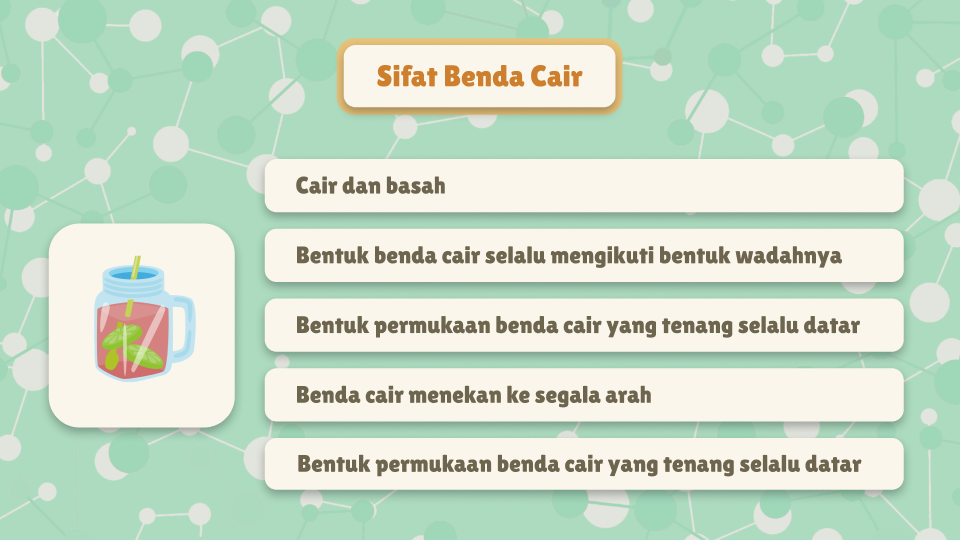 Sifat Benda Cair
Cair dan basah
Bentuk benda cair selalu mengikuti bentuk wadahnya
Bentuk permukaan benda cair yang tenang selalu datar
Benda cair menekan ke segala arah
Bentuk permukaan benda cair yang tenang selalu datar